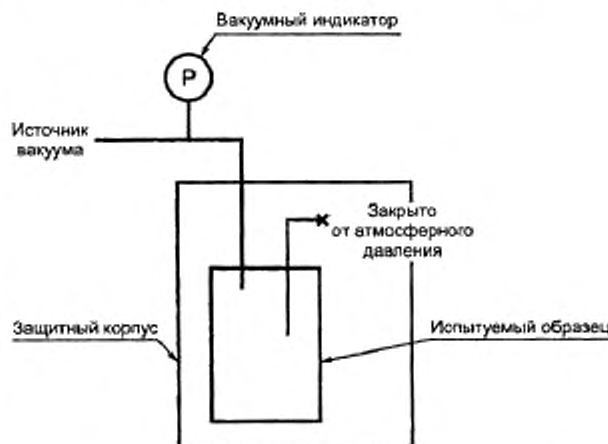 Вакуумный индикатор
P
Источник
вакуума
Закрыто
от атмосферного
давления
Защитный корпус
Испытуемый образец